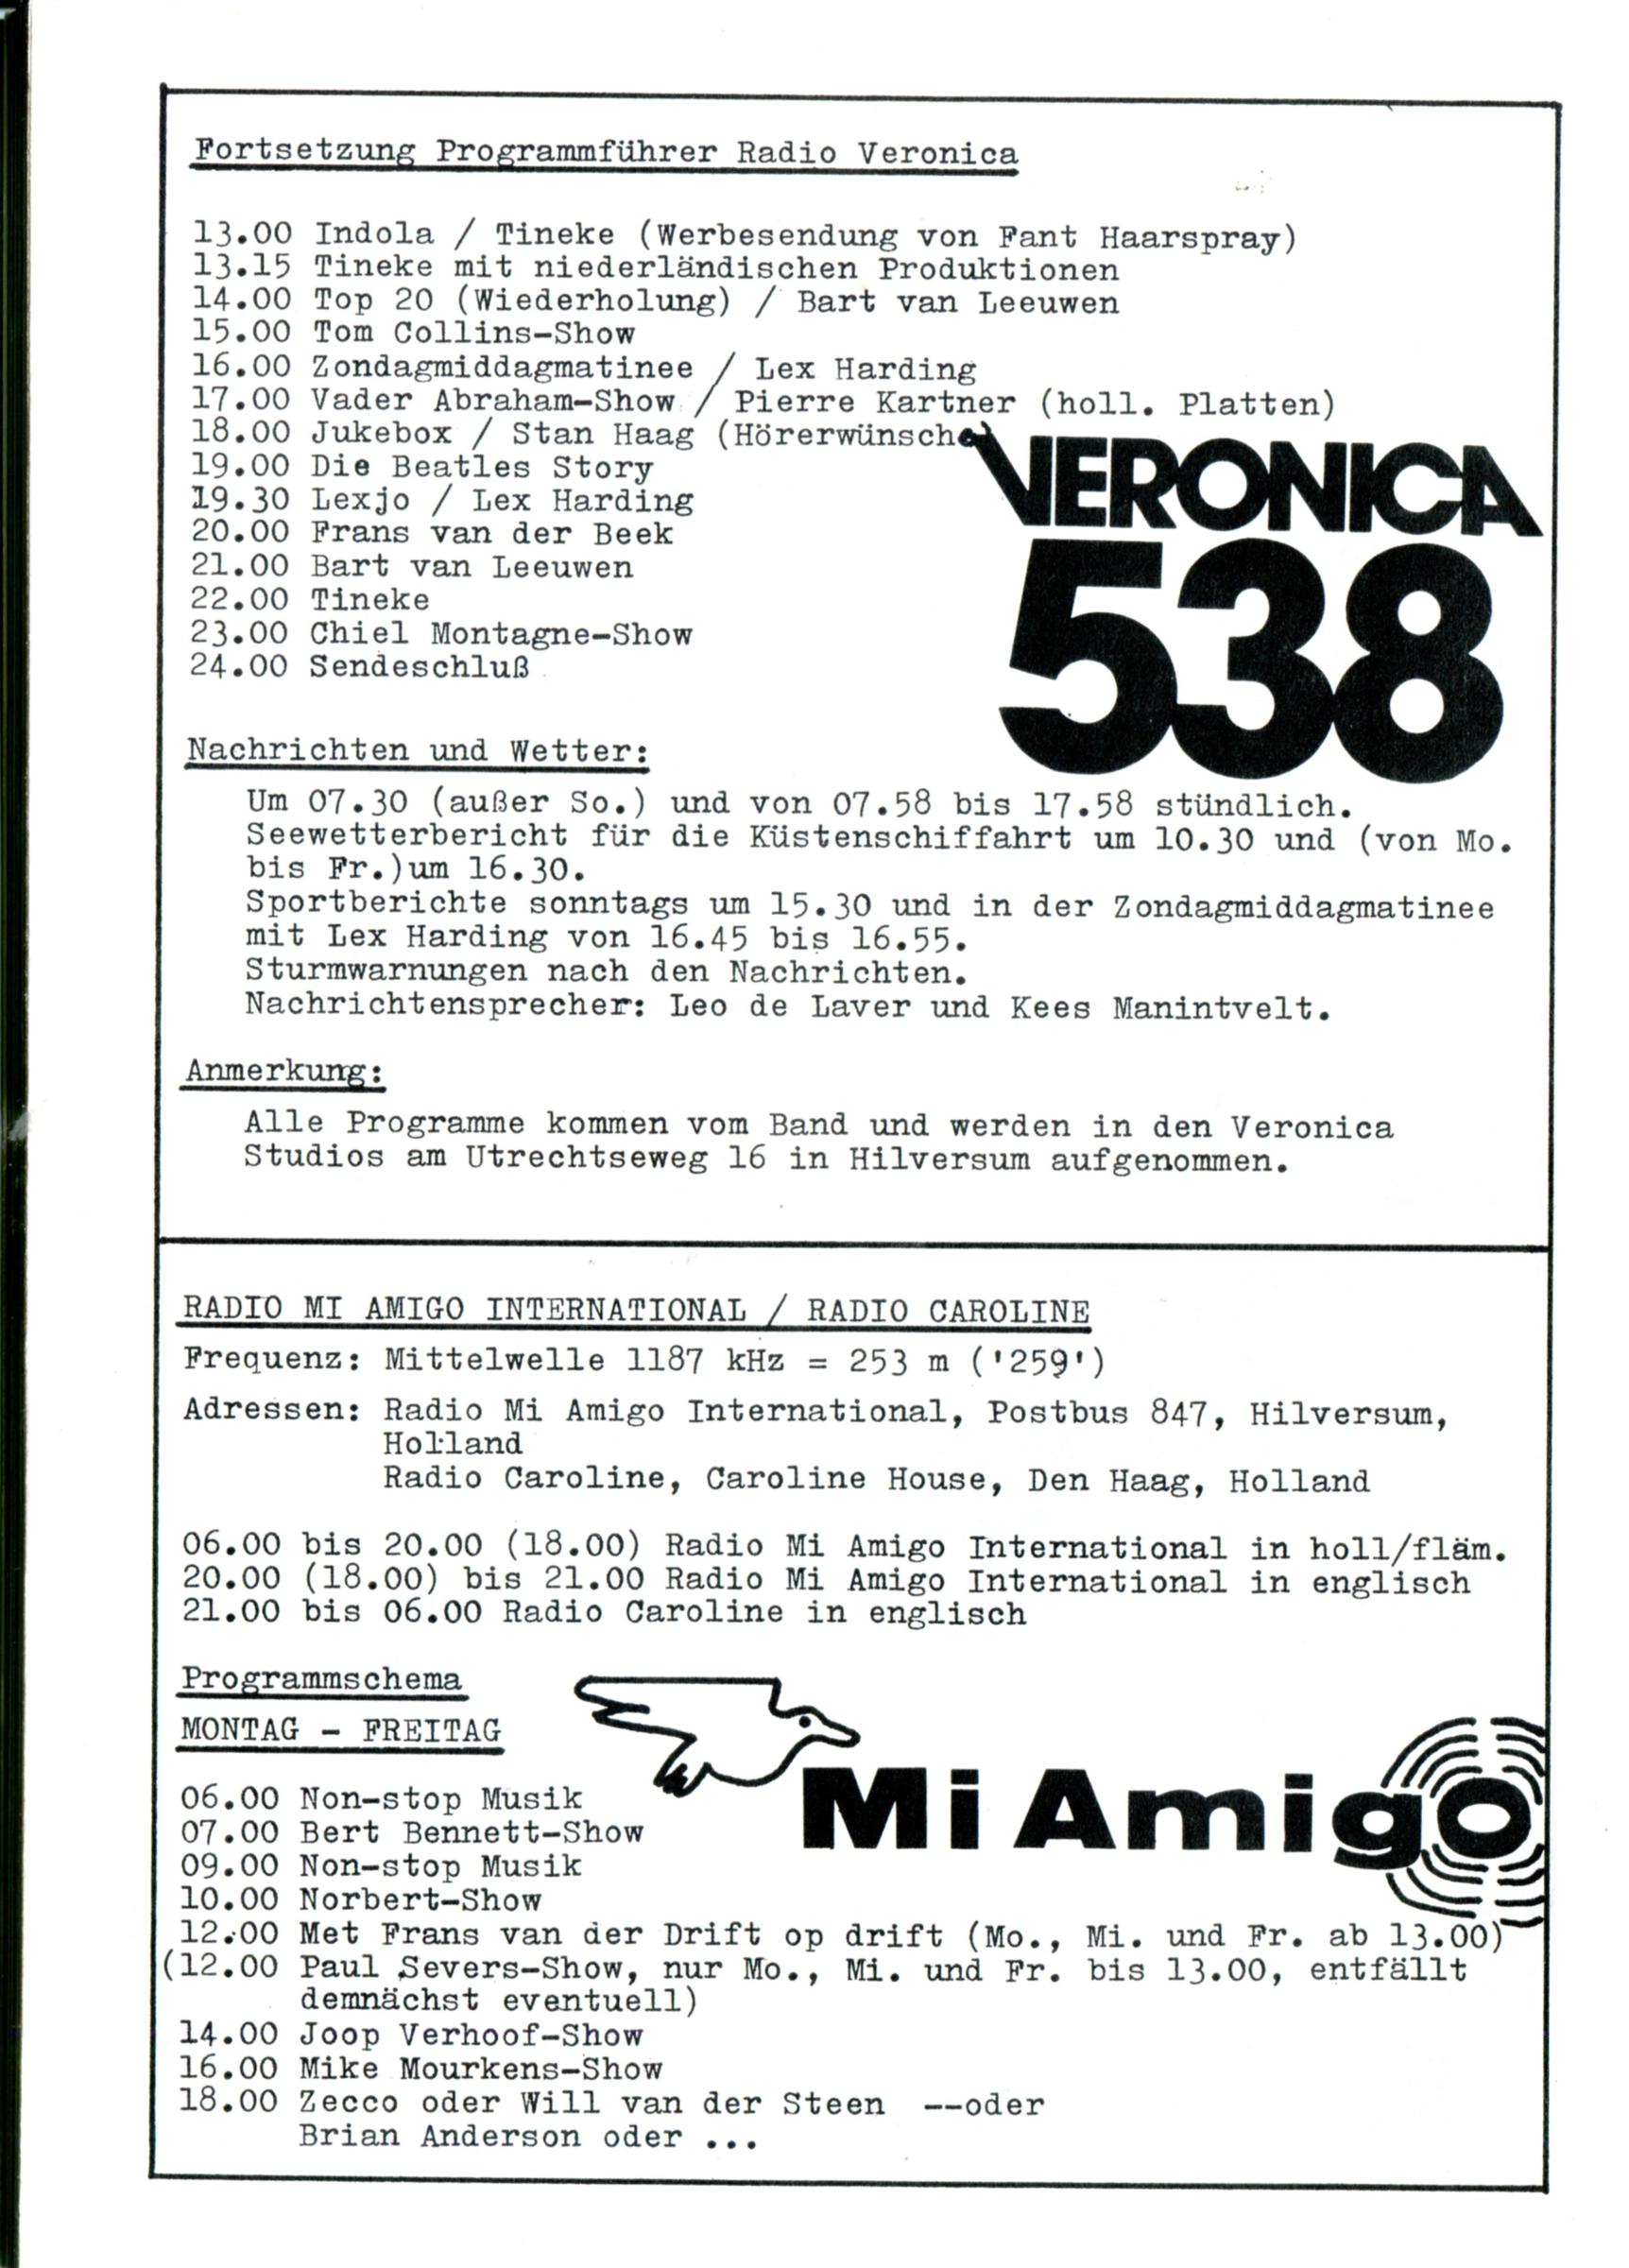 Fortsetzung Programmführer Radio Veronica
13.00 Indola / Tineke (Werbesendung von Fant Haarspray)
13.15 Tineke mit niederländischen Produktionen
14.00 Top 20 (Wiederholung) / Bart van Leeuwen
15.00 Tom Collins-Show
16.00 Zondagmiddagmatinee / Lex Harding
17.00 Vader Abraham-Show / Pierre Kartner (holl. Platten)
18.00 Jukebox / Stan Haag (Hörerwünsche)
19.00 Die Beatles Story
19.30 Lexjo / Lex Harding
20.00 Frans van der Beek
21.00 Bart van Leeuwen
22.00 Tineke
23.00 Chiel Montagne-Show
24.00 Sendeschluß
VERONICA
538
Nachrichten und Wetter:
Um 07.30 (außer So.) und von 07.58 bis 17.58 stündlich.
Seewetterbericht für die Küstenschiffahrt um 10.30 und (von Mo.
bis Fr.)um 16.30.
Sportberichte sonntags um 15.30 und in der Zondagmiddagmatinee
mit Lex Harding von 16.45 bis 16.55.
Sturmwarnungen nach den Nachrichten.
Nachrichtensprecher: Leo de Laver und Kees Manintvelt.
Anmerkung:
Alle Programme kommen vom Band und werden in den Veronica
Studios am Utrechtseweg 16 in Hilversum aufgenommen.
RADIO MI AMIGO INTERNATIONAL / RADIO CAROLINE
Frequenz: Mittelwelle 1187 kHz = 253 m ('259')
Adressen: Radio Mi Amigo International, Postbus 847, Hilversum,
Holland
Radio Caroline, Caroline House, Den Haag, Holland
06.00 bis 20.00 (18.00) Radio Mi Amigo International in holl/fläm.
20.00 (18.00) bis 21.00 Radio Mi Amigo International in englisch
21.00 bis 06.00 Radio Caroline in englisch
Programmschema
MONTAG - FREITAG
Mi Amigo
06.00 Non-stop Musik
07.00 Bert Bennett-Show
09.00 Non-stop Musik
10.00 Norbert-Show
12.00 Met Frans van der Drift op drift (Mo., Mi. und Fr. ab 13.00)
(12.00 Paul Severs-Show, nur Mo., Mi. und Fr. bis 13.00, entfällt
demnächst eventuell)
14.00 Joop Verhoof-Show
16.00 Mike Mourkens-Show
18.00 Zecco oder Will van der Steen --oder
Brian Anderson oder ...